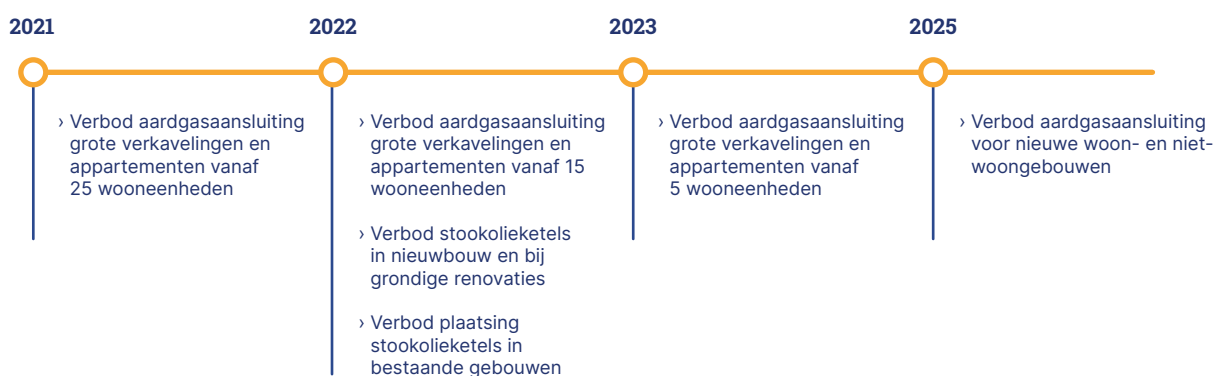 2021
› Verbod aardgasaansluiting
grote verkavelingen en
appartementen vanaf
25 wooneenheden
2022
› Verbod aardgasaansluiting
grote verkavelingen en
appartementen vanaf 15
wooneenheden
› Verbod stookolieketels
in nieuwbouw en bij
grondige renovaties
› Verbod plaatsing
stookolieketels in
bestaande gebouwen
2023
› Verbod aardgasaansluiting
grote verkavelingen en
appartementen vanaf
5 wooneenheden
2025
› Verbod aardgasaansluiting
voor nieuwe woon- en niet-
woongebouwen